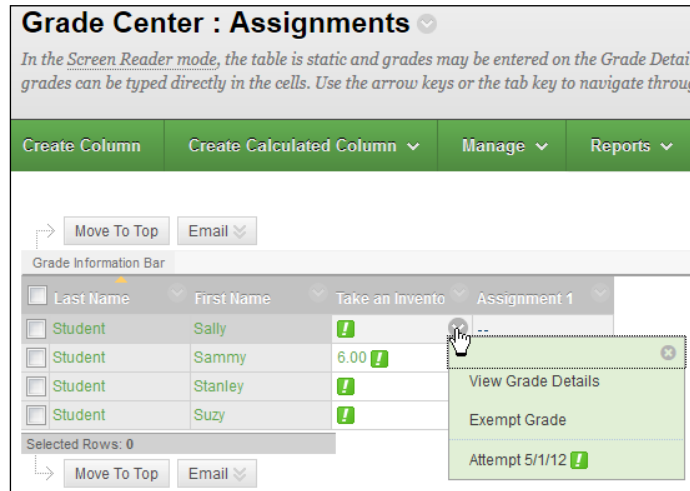 Grade Center : Assignments
In the Screen Reader mode, the table is static and grades may be entered on the Grade Detai
grades can be typed directly in the cells. Use the arrow keys or the tab key to navigate throu
Create Column Create Calculated Column Manage Reports
Move To Top Email
Grade Information Bar
Last Name First Name Take an Invento Assignment 1
Student Sally ! --
Student Sammy 6.00 !
Student Stanley !
Student Suzy !
View Grade Details
Exempt Grade
Attempt 5/1/12 !
Selected Rows: 0
Move To Top Email